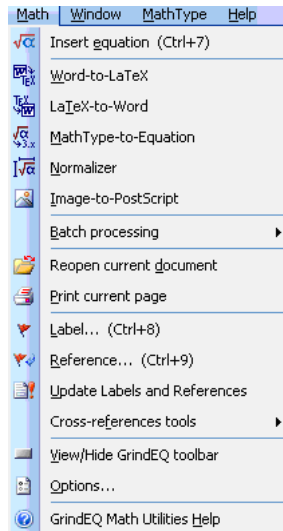 Math Window MathType Help
Insert equation (Ctrl+7)
Word-to-LaTeX
LaTeX-to-Word
MathType-to-Equation
Normalizer
Image-to-PostScript
Batch processing
Reopen current document
Print current page
Label... (Ctrl+8)
Reference... (Ctrl+9)
Update Labels and References
Cross-references tools
View/Hide GrindEQ toolbar
Options...
GrindEQ Math Utilities Help